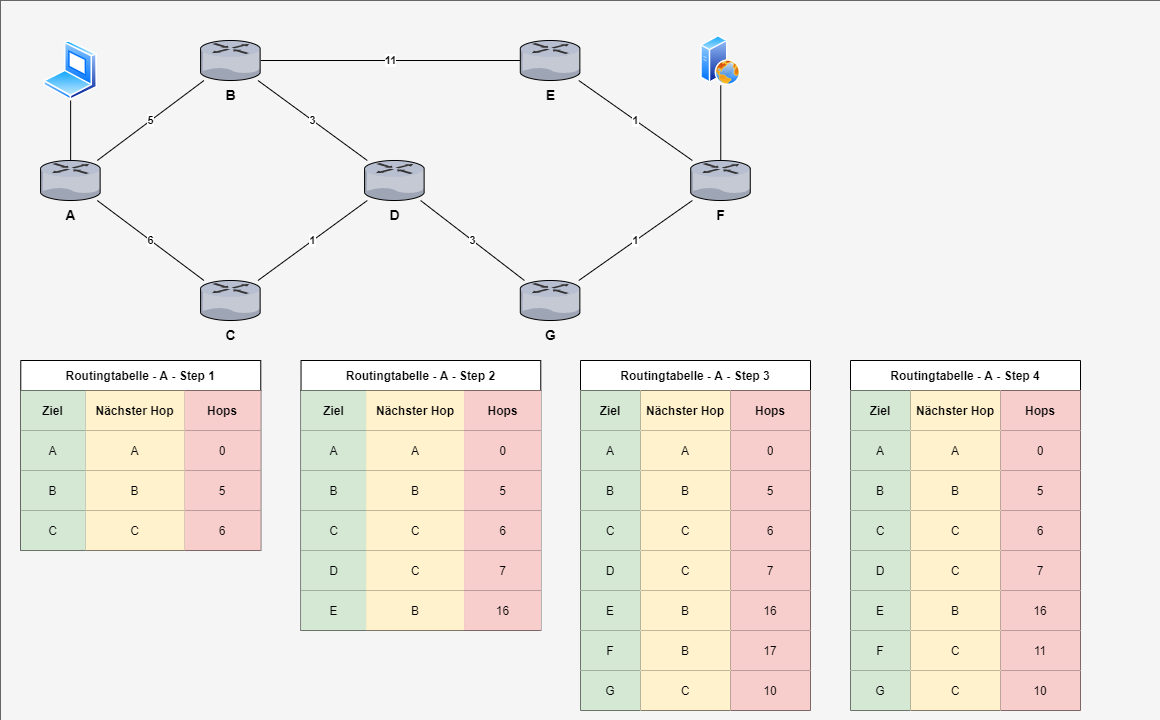 11
B
E
5
3
1
A
D
F
6
1
3
1
C
G
Routingtabelle - A - Step 1
Ziel Nächster Hop Hops
A A 0
B B 5
C C 6
Routingtabelle - A - Step 2
Ziel Nächster Hop Hops
A A 0
B B 5
C C 6
D C 7
E B 16
Routingtabelle - A - Step 3
Ziel Nächster Hop Hops
A A 0
B B 5
C C 6
D C 7
E B 16
F B 17
G C 10
Routingtabelle - A - Step 4
Ziel Nächster Hop Hops
A A 0
B B 5
C C 6
D C 7
E B 16
F C 11
G C 10